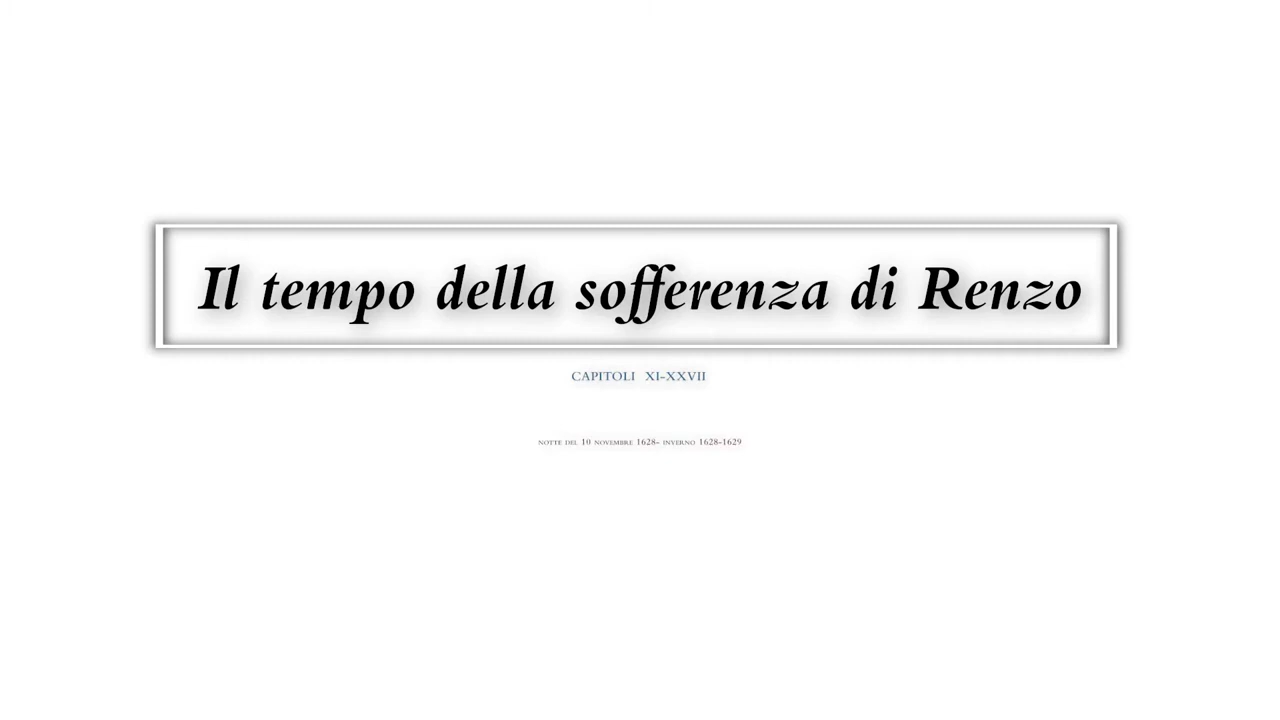 Il tempo della sofferenza di Renzo
CAPITOLI XI-XXVII
NOTTE DEL 10 NOVEMBRE 1628- INVERNO 1628-1629